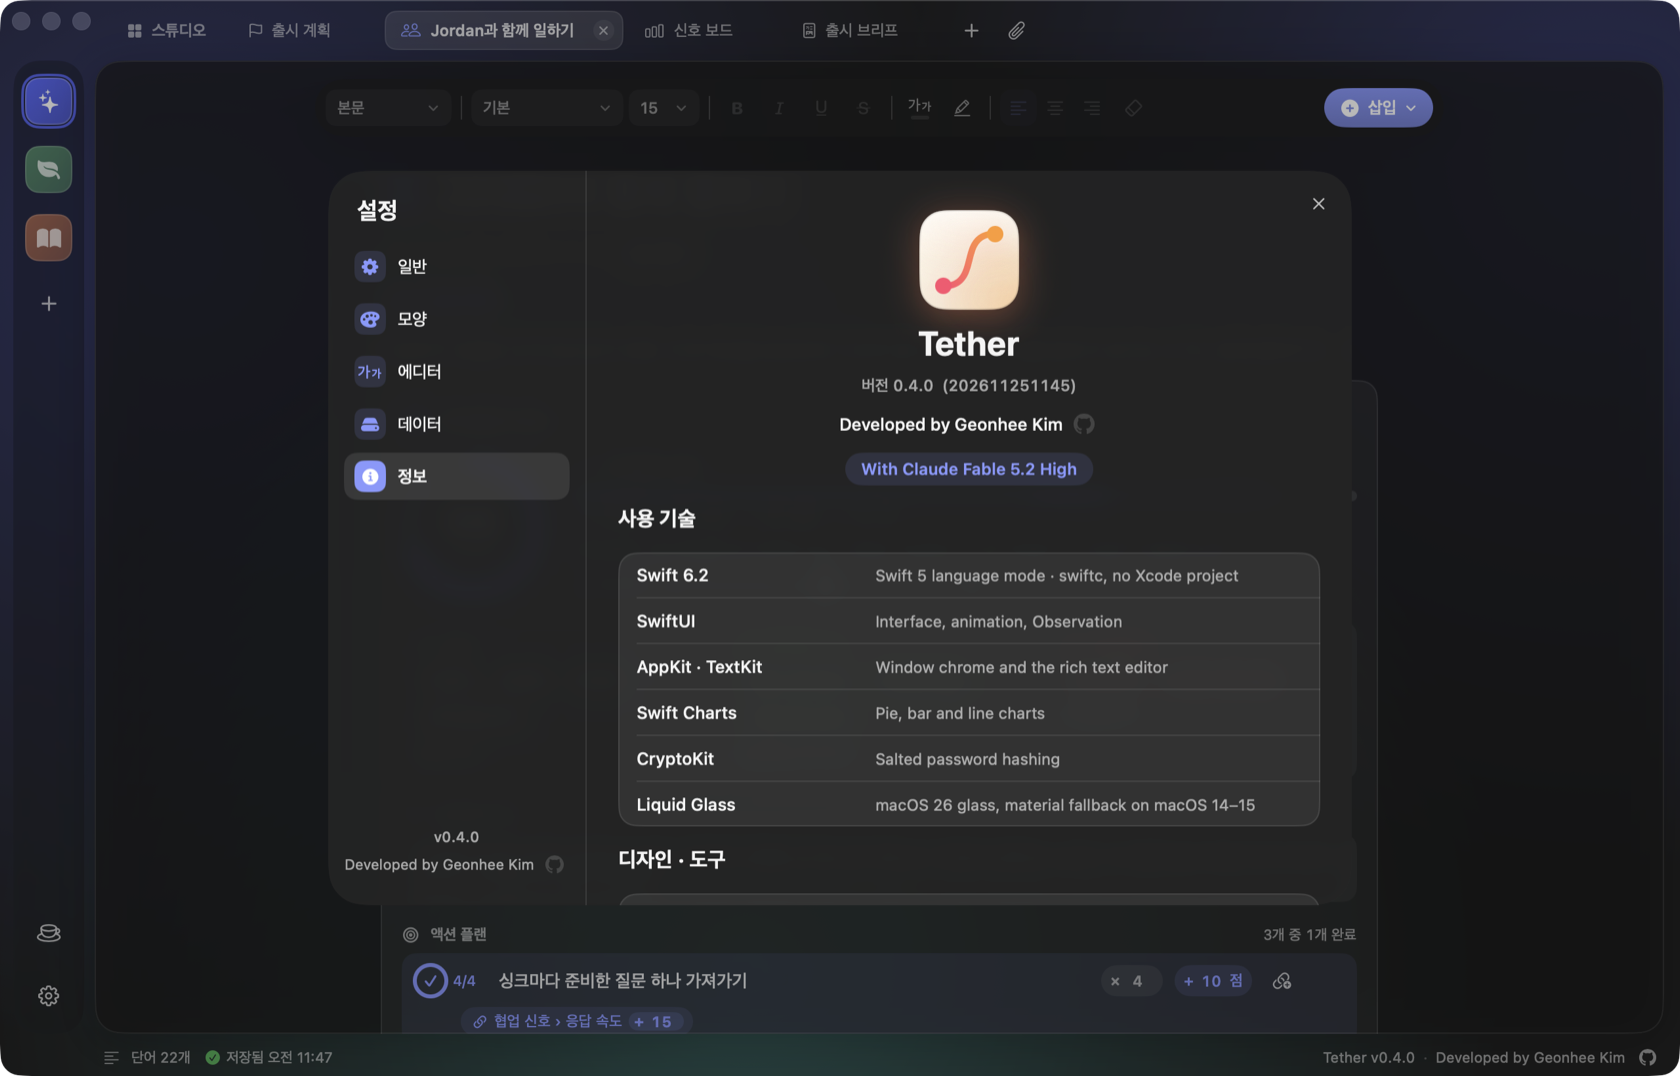 스튜디오
출시 계획
Jordan과 함께 일하기
신호 보드
출시 브리프
본문
기본
15
B I U S
가가
삽입
설정
일반
모양
가가 에디터
데이터
정보
v0.4.0
Developed by Geonhee Kim
Tether
버전 0.4.0 (202611251145)
Developed by Geonhee Kim
With Claude Fable 5.2 High
사용 기술
Swift 6.2 Swift 5 language mode · swiftc, no Xcode project
SwiftUI Interface, animation, Observation
AppKit · TextKit Window chrome and the rich text editor
Swift Charts Pie, bar and line charts
CryptoKit Salted password hashing
Liquid Glass macOS 26 glass, material fallback on macOS 14–15
디자인 · 도구
액션 플랜 3개 중 1개 완료
4/4 싱크마다 준비한 질문 하나 가져가기 × 4 + 10 점
협업 신호 › 응답 속도 + 15
단어 22개 저장됨 오전 11:47 Tether v0.4.0 · Developed by Geonhee Kim